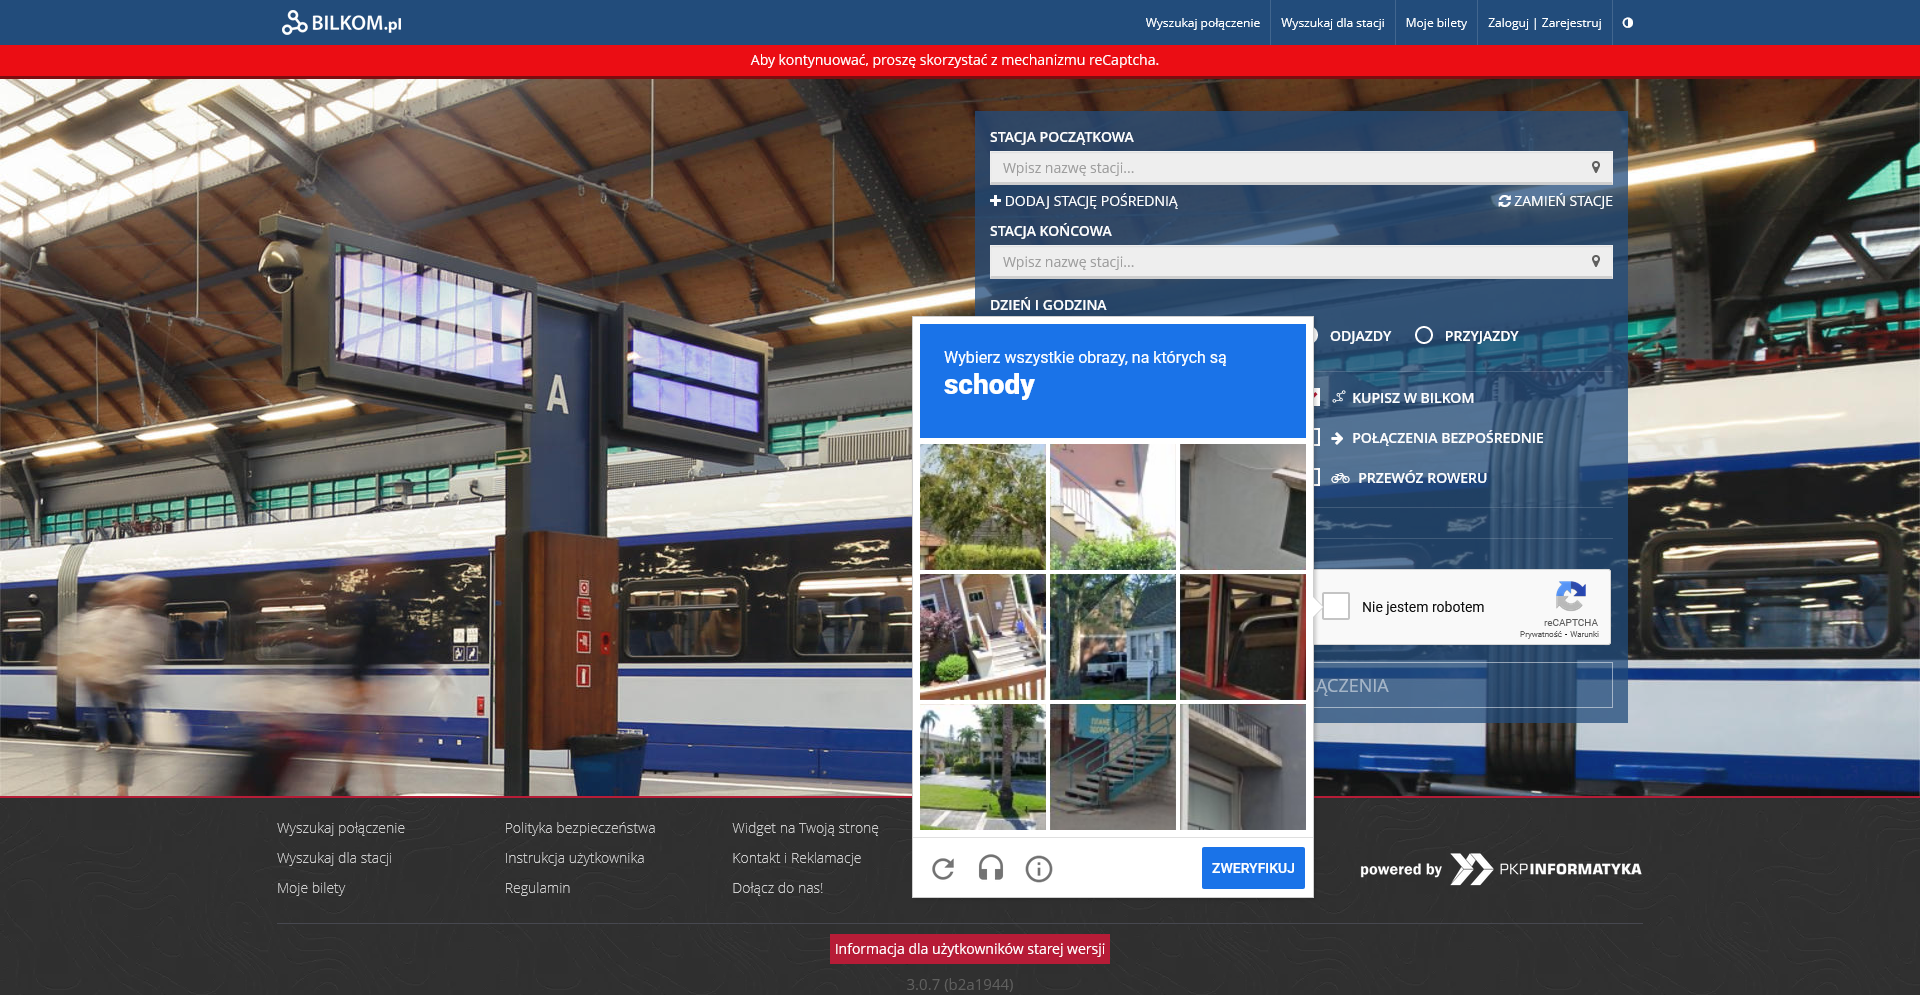 BILKOM.pl
Wyszukaj połączenie
Wyszukaj dla stacji
Moje bilety
Zaloguj | Zarejestruj
Aby kontynuować, proszę skorzystać z mechanizmu reCaptcha.
A
STACJA POCZĄTKOWA
Wpisz nazwę stacji...
DODAJ STACJĘ POŚREDNIĄ
ZAMIEŃ STACJE
STACJA KOŃCOWA
Wpisz nazwę stacji...
DZIEŃ I GODZINA
ODJAZDY
PRZYJAZDY
KUPISZ W BILKOM
POŁĄCZENIA BEZPOŚREDNIE
PRZEWÓZ ROWERU
Wybierz wszystkie obrazy, na których są
schody
ZWERYFIKUJ
Nie jestem robotem
reCAPTCHA
Prywatność - Warunki
ĄCZENIA
Wyszukaj połączenie
Wyszukaj dla stacji
Moje bilety
Polityka bezpieczeństwa
Instrukcja użytkownika
Regulamin
Widget na Twoją stronę
Kontakt i Reklamacje
Dołącz do nas!
powered by PKPINFORMATYKA
Informacja dla użytkowników starej wersji
3.0.7 (b2a1944)